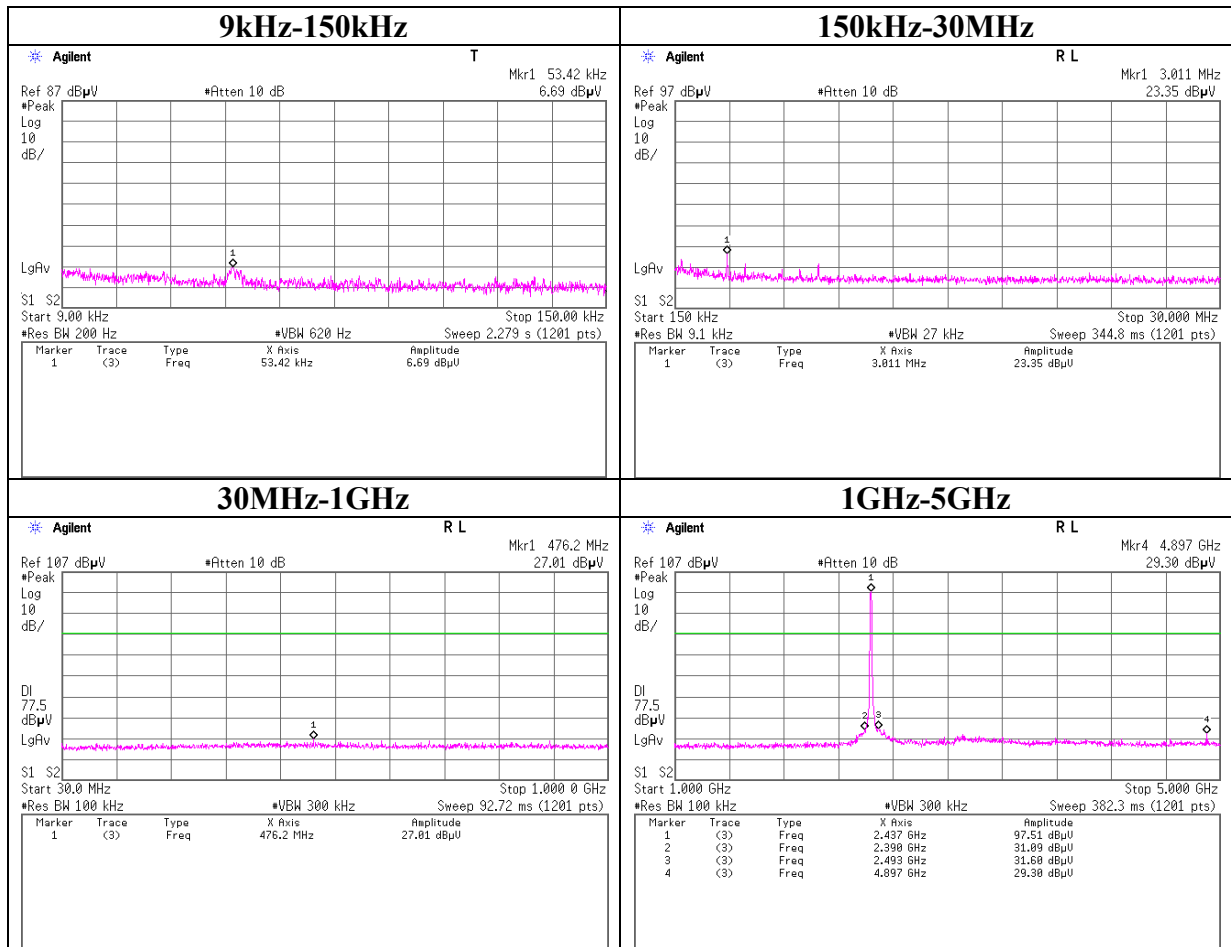 9kHz-150kHz
Agilent T
Mkr1 53.42 kHz
Ref 87 dBµV #Atten 10 dB 6.69 dBµV
#Peak
Log
10
dB/
1
LgAv
S1 S2
Start 9.00 kHz Stop 150.00 kHz
#Res BW 200 Hz #VBW 620 Hz Sweep 2.279 s (1201 pts)
Marker Trace Type X Axis Amplitude
1 (3) Freq 53.42 kHz 6.69 dBµV
150kHz-30MHz
Agilent R L
Mkr1 3.011 MHz
Ref 97 dBµV #Atten 10 dB 23.35 dBµV
#Peak
Log
10
dB/
1
LgAv
S1 S2
Start 150 kHz Stop 30.000 MHz
#Res BW 9.1 kHz #VBW 27 kHz Sweep 344.8 ms (1201 pts)
Marker Trace Type X Axis Amplitude
1 (3) Freq 3.011 MHz 23.35 dBµV
30MHz-1GHz
Agilent R L
Mkr1 476.2 MHz
Ref 107 dBµV #Atten 10 dB 27.01 dBµV
#Peak
Log
10
dB/
DI
77.5
dBµV
1
LgAv
S1 S2
Start 30.0 MHz Stop 1.000 0 GHz
#Res BW 100 kHz #VBW 300 kHz Sweep 92.72 ms (1201 pts)
Marker Trace Type X Axis Amplitude
1 (3) Freq 476.2 MHz 27.01 dBµV
1GHz-5GHz
Agilent R L
Mkr4 4.897 GHz
Ref 107 dBµV #Atten 10 dB 29.30 dBµV
#Peak
1
Log
10
dB/
DI
77.5
dBµV
2 3 4
LgAv
S1 S2
Start 1.000 GHz Stop 5.000 GHz
#Res BW 100 kHz #VBW 300 kHz Sweep 382.3 ms (1201 pts)
Marker Trace Type X Axis Amplitude
1 (3) Freq 2.437 GHz 97.51 dBµV
2 (3) Freq 2.390 GHz 31.09 dBµV
3 (3) Freq 2.493 GHz 31.60 dBµV
4 (3) Freq 4.897 GHz 29.30 dBµV